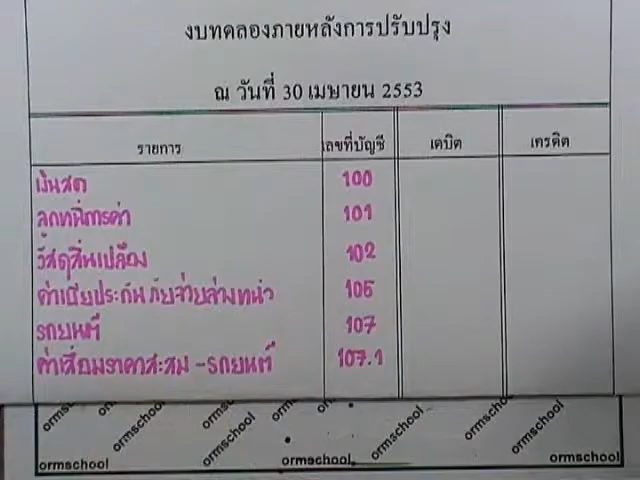 งบทดลองภายหลังการปรับปรุง
ณ วันที่ 30 เมษายน 2553
รายการ เลขที่บัญชี เดบิต เครดิต
เงินสด 100
ลูกหนี้การค้า 101
วัสดุสิ้นเปลือง 102
ค่าเบี้ยประกันภัยจ่ายล่วงหน้า 105
รถยนต์ 107
ค่าเสื่อมราคาสะสม - รถยนต์ 107.1
ormschool ormschool ormschool ormschool ormschool
ormschool ormschool ormschool ormschool
ormschool ormschool ormschool